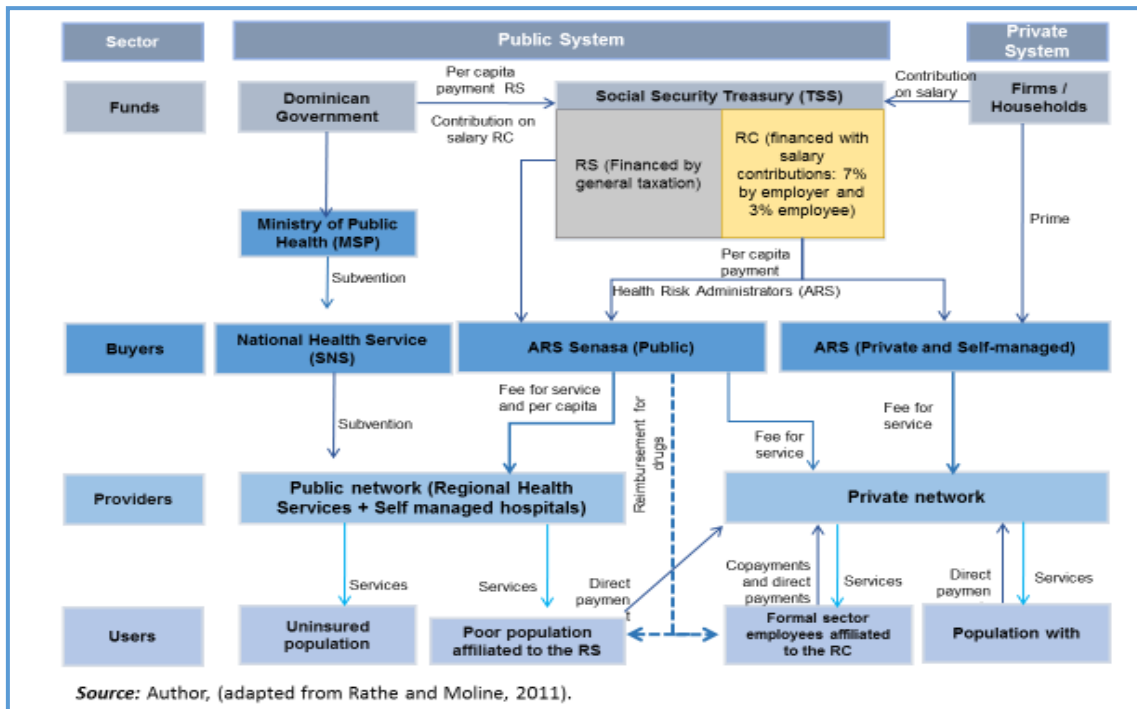 Sector
Public System
Private
System
Funds
Dominican
Government
Per capita
payment RS
Contribution on
salary RC
Social Security Treasury (TSS)
Contribution
on salary
Firms /
Households
RS (Financed by
general taxation)
RC (financed with
salary
contributions: 7%
by employer and
3% employee)
Ministry of Public
Health (MSP)
Prime
Subvention
Per capita
payment
Health Risk Administrators (ARS)
Buyers
National Health Service
(SNS)
ARS Senasa (Public)
ARS (Private and Self-managed)
Subvention
Fee for service
and per capita
Reimbursement for
drugs
Fee for
service
Fee for
service
Providers
Public network (Regional Health
Services + Self managed hospitals)
Private network
Services
Services
Direct
paymen
t
Copayments
and direct
payments
Services
Direct
paymen
Services
Users
Uninsured
population
Poor population
affiliated to the RS
Formal sector
employees affiliated
to the RC
Population with
Source: Author, (adapted from Rathe and Moline, 2011).